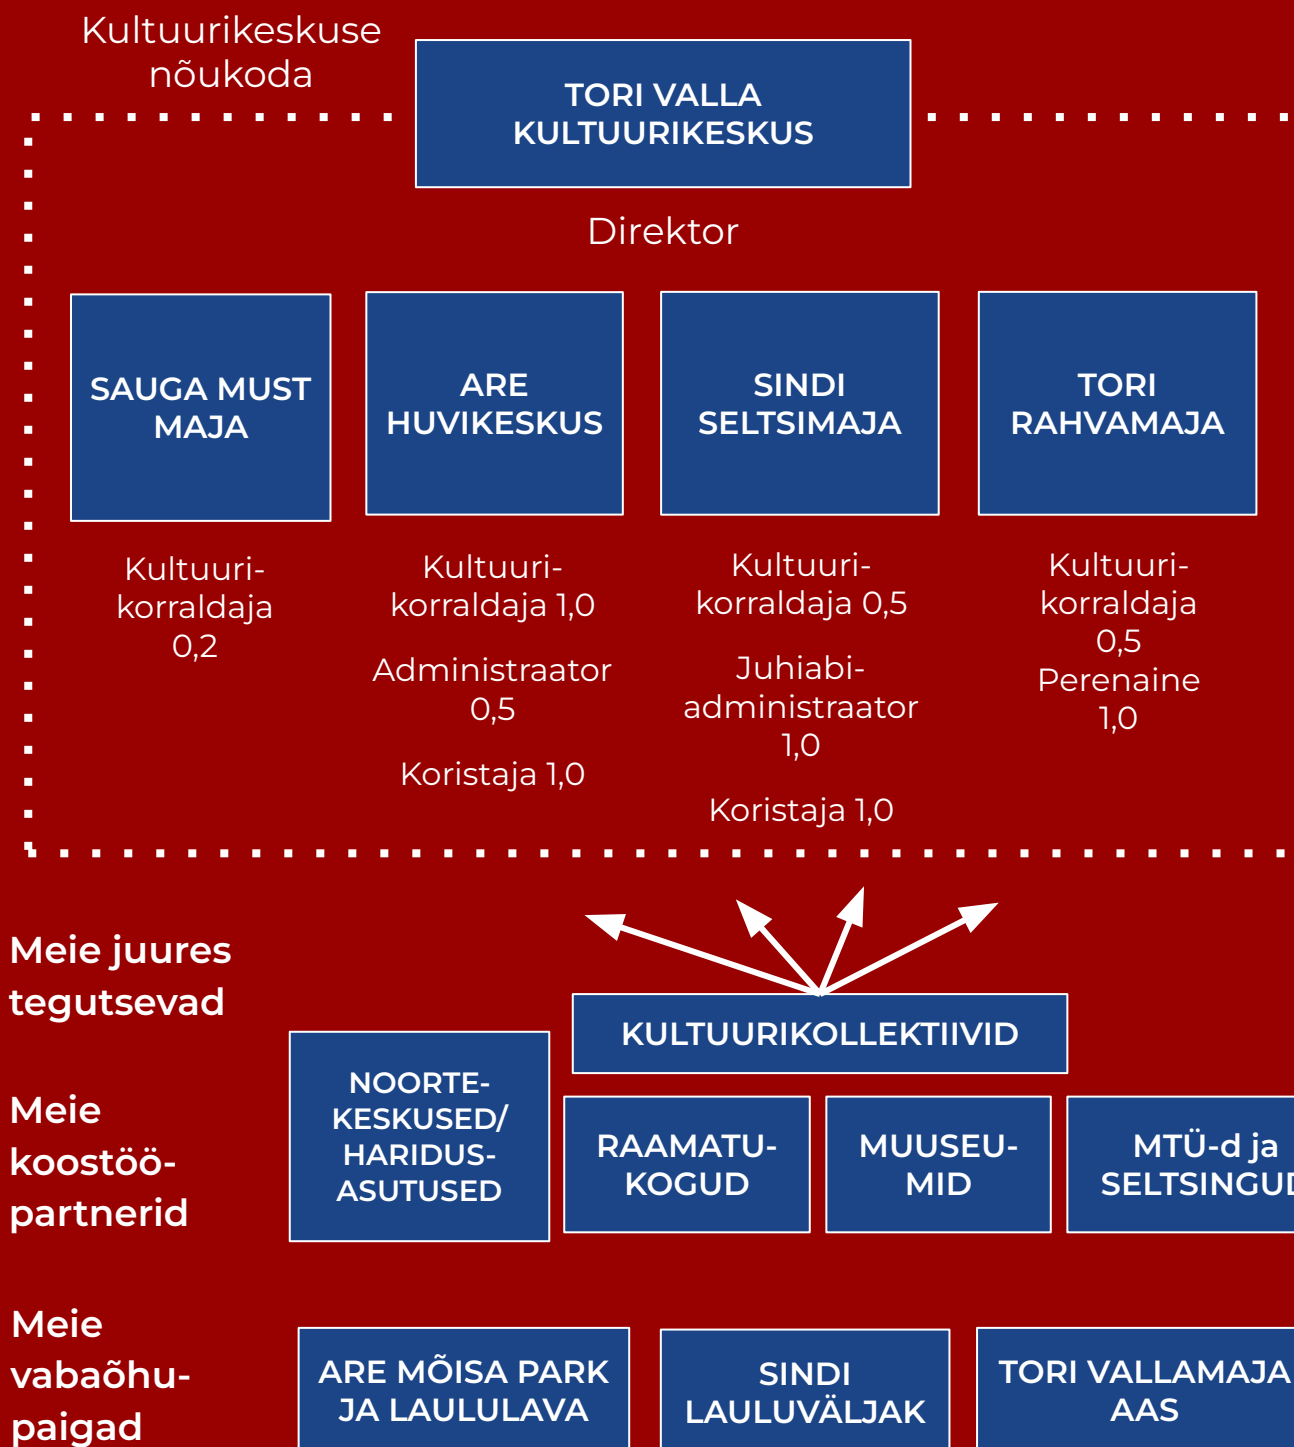 Kultuurikeskuse
nõukoda
TORI VALLA
KULTUURIKESKUS
Direktor
SAUGA MUST
MAJA
ARE
HUVIKESKUS
SINDI
SELTSIMAJA
TORI
RAHVAMAJA
Kultuuri-
korraldaja
0,2
Kultuuri-
korraldaja 1,0
Administraator
0,5
Koristaja 1,0
Kultuuri-
korraldaja 0,5
Juhiabi-
administraator
1,0
Koristaja 1,0
Kultuuri-
korraldaja
0,5
Perenaine
1,0
Meie juures
tegutsevad
KULTUURIKOLLEKTIIVID
Meie
koostöö-
partnerid
NOORTE-
KESKUSED/
HARIDUS-
ASUTUSED
RAAMATU-
KOGUD
MUUSEU-
MID
MTÜ-d ja
SELTSINGUD
Meie
vabaõhu-
paigad
ARE MÕISA PARK
JA LAULULAVA
SINDI
LAULUVÄLJAK
TORI VALLAMAJA
AAS